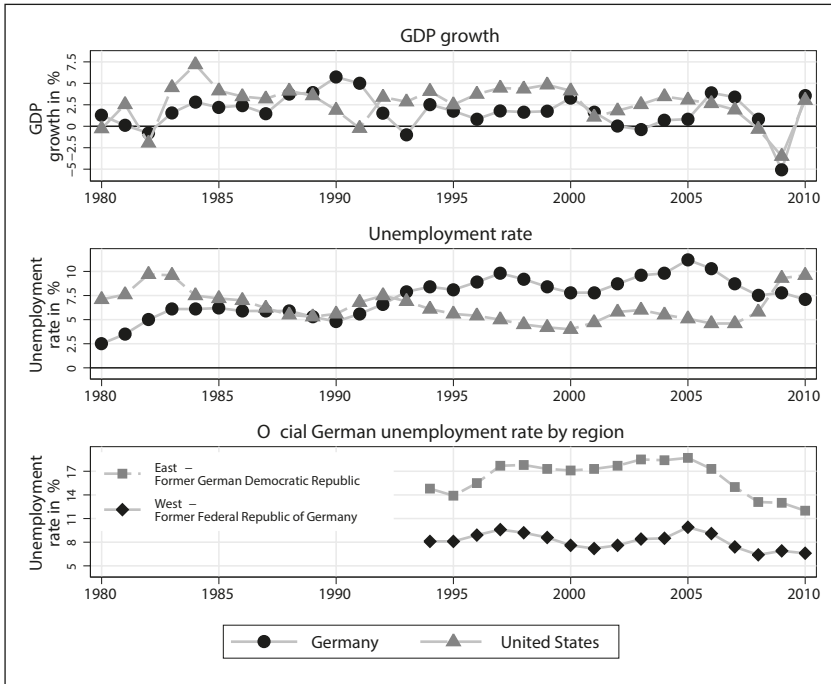 GDP growth
GDP
growth in %
7.5
5
2.5
0
−2.5
−5
1980 1985 1990 1995 2000 2005 2010
Unemployment rate
Unemployment
rate in %
10
7.5
5
2.5
0
1980 1985 1990 1995 2000 2005 2010
O cial German unemployment rate by region
Unemployment
rate in %
17
14
11
8
5
East –
Former German Democratic Republic
West –
Former Federal Republic of Germany
1980 1985 1990 1995 2000 2005 2010
Germany United States